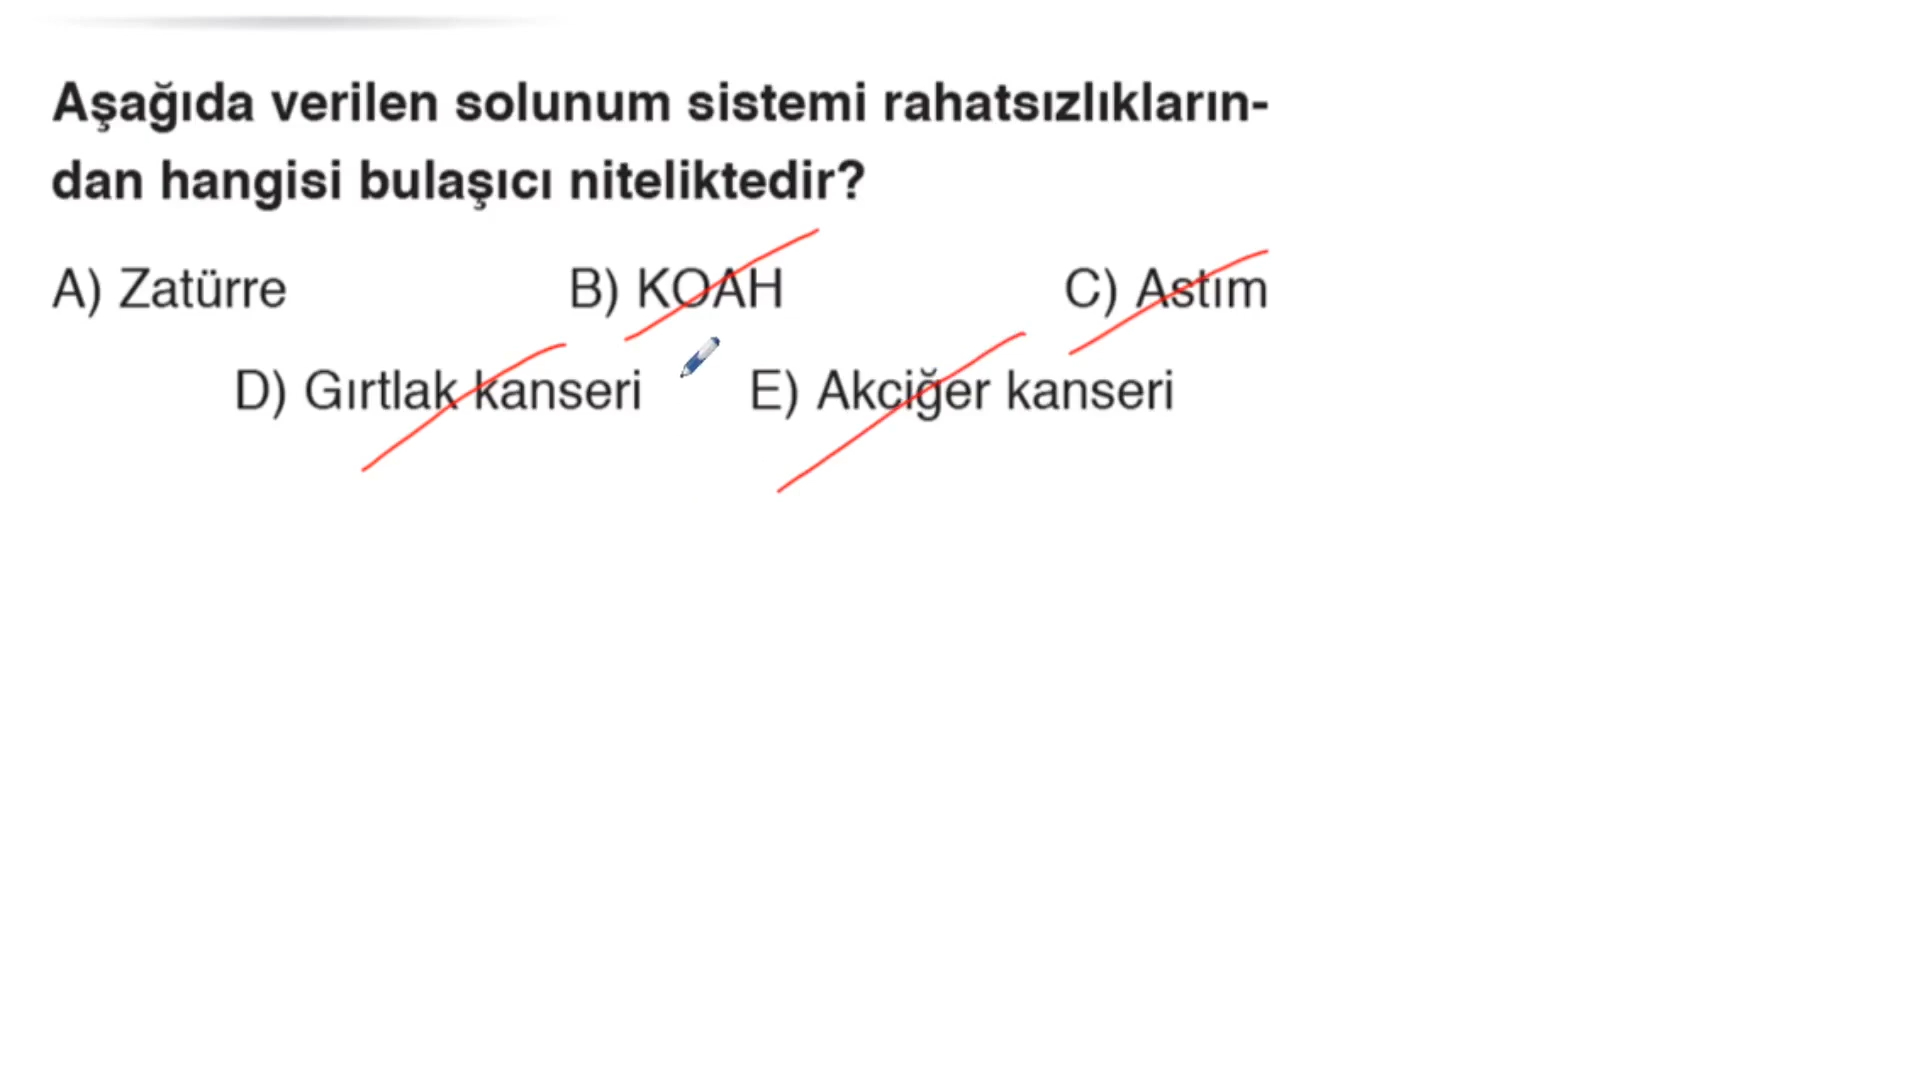 Aşağıda verilen solunum sistemi rahatsızlıkların-
dan hangisi bulaşıcı niteliktedir?
A) Zatürre B) KOAH C) Astım
D) Gırtlak kanseri E) Akciğer kanseri